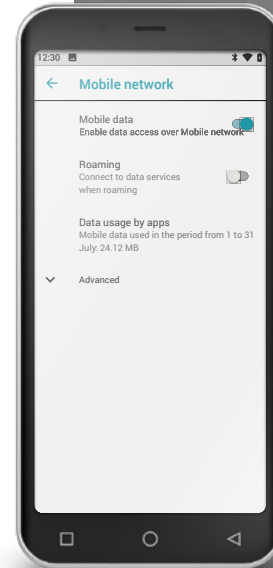 12:30
Mobile network
Mobile data
Enable data access over Mobile network
Roaming
Connect to data services
when roaming
Data usage by apps
Mobile data used in the period from 1 to 31
July: 24.12 MB
Advanced